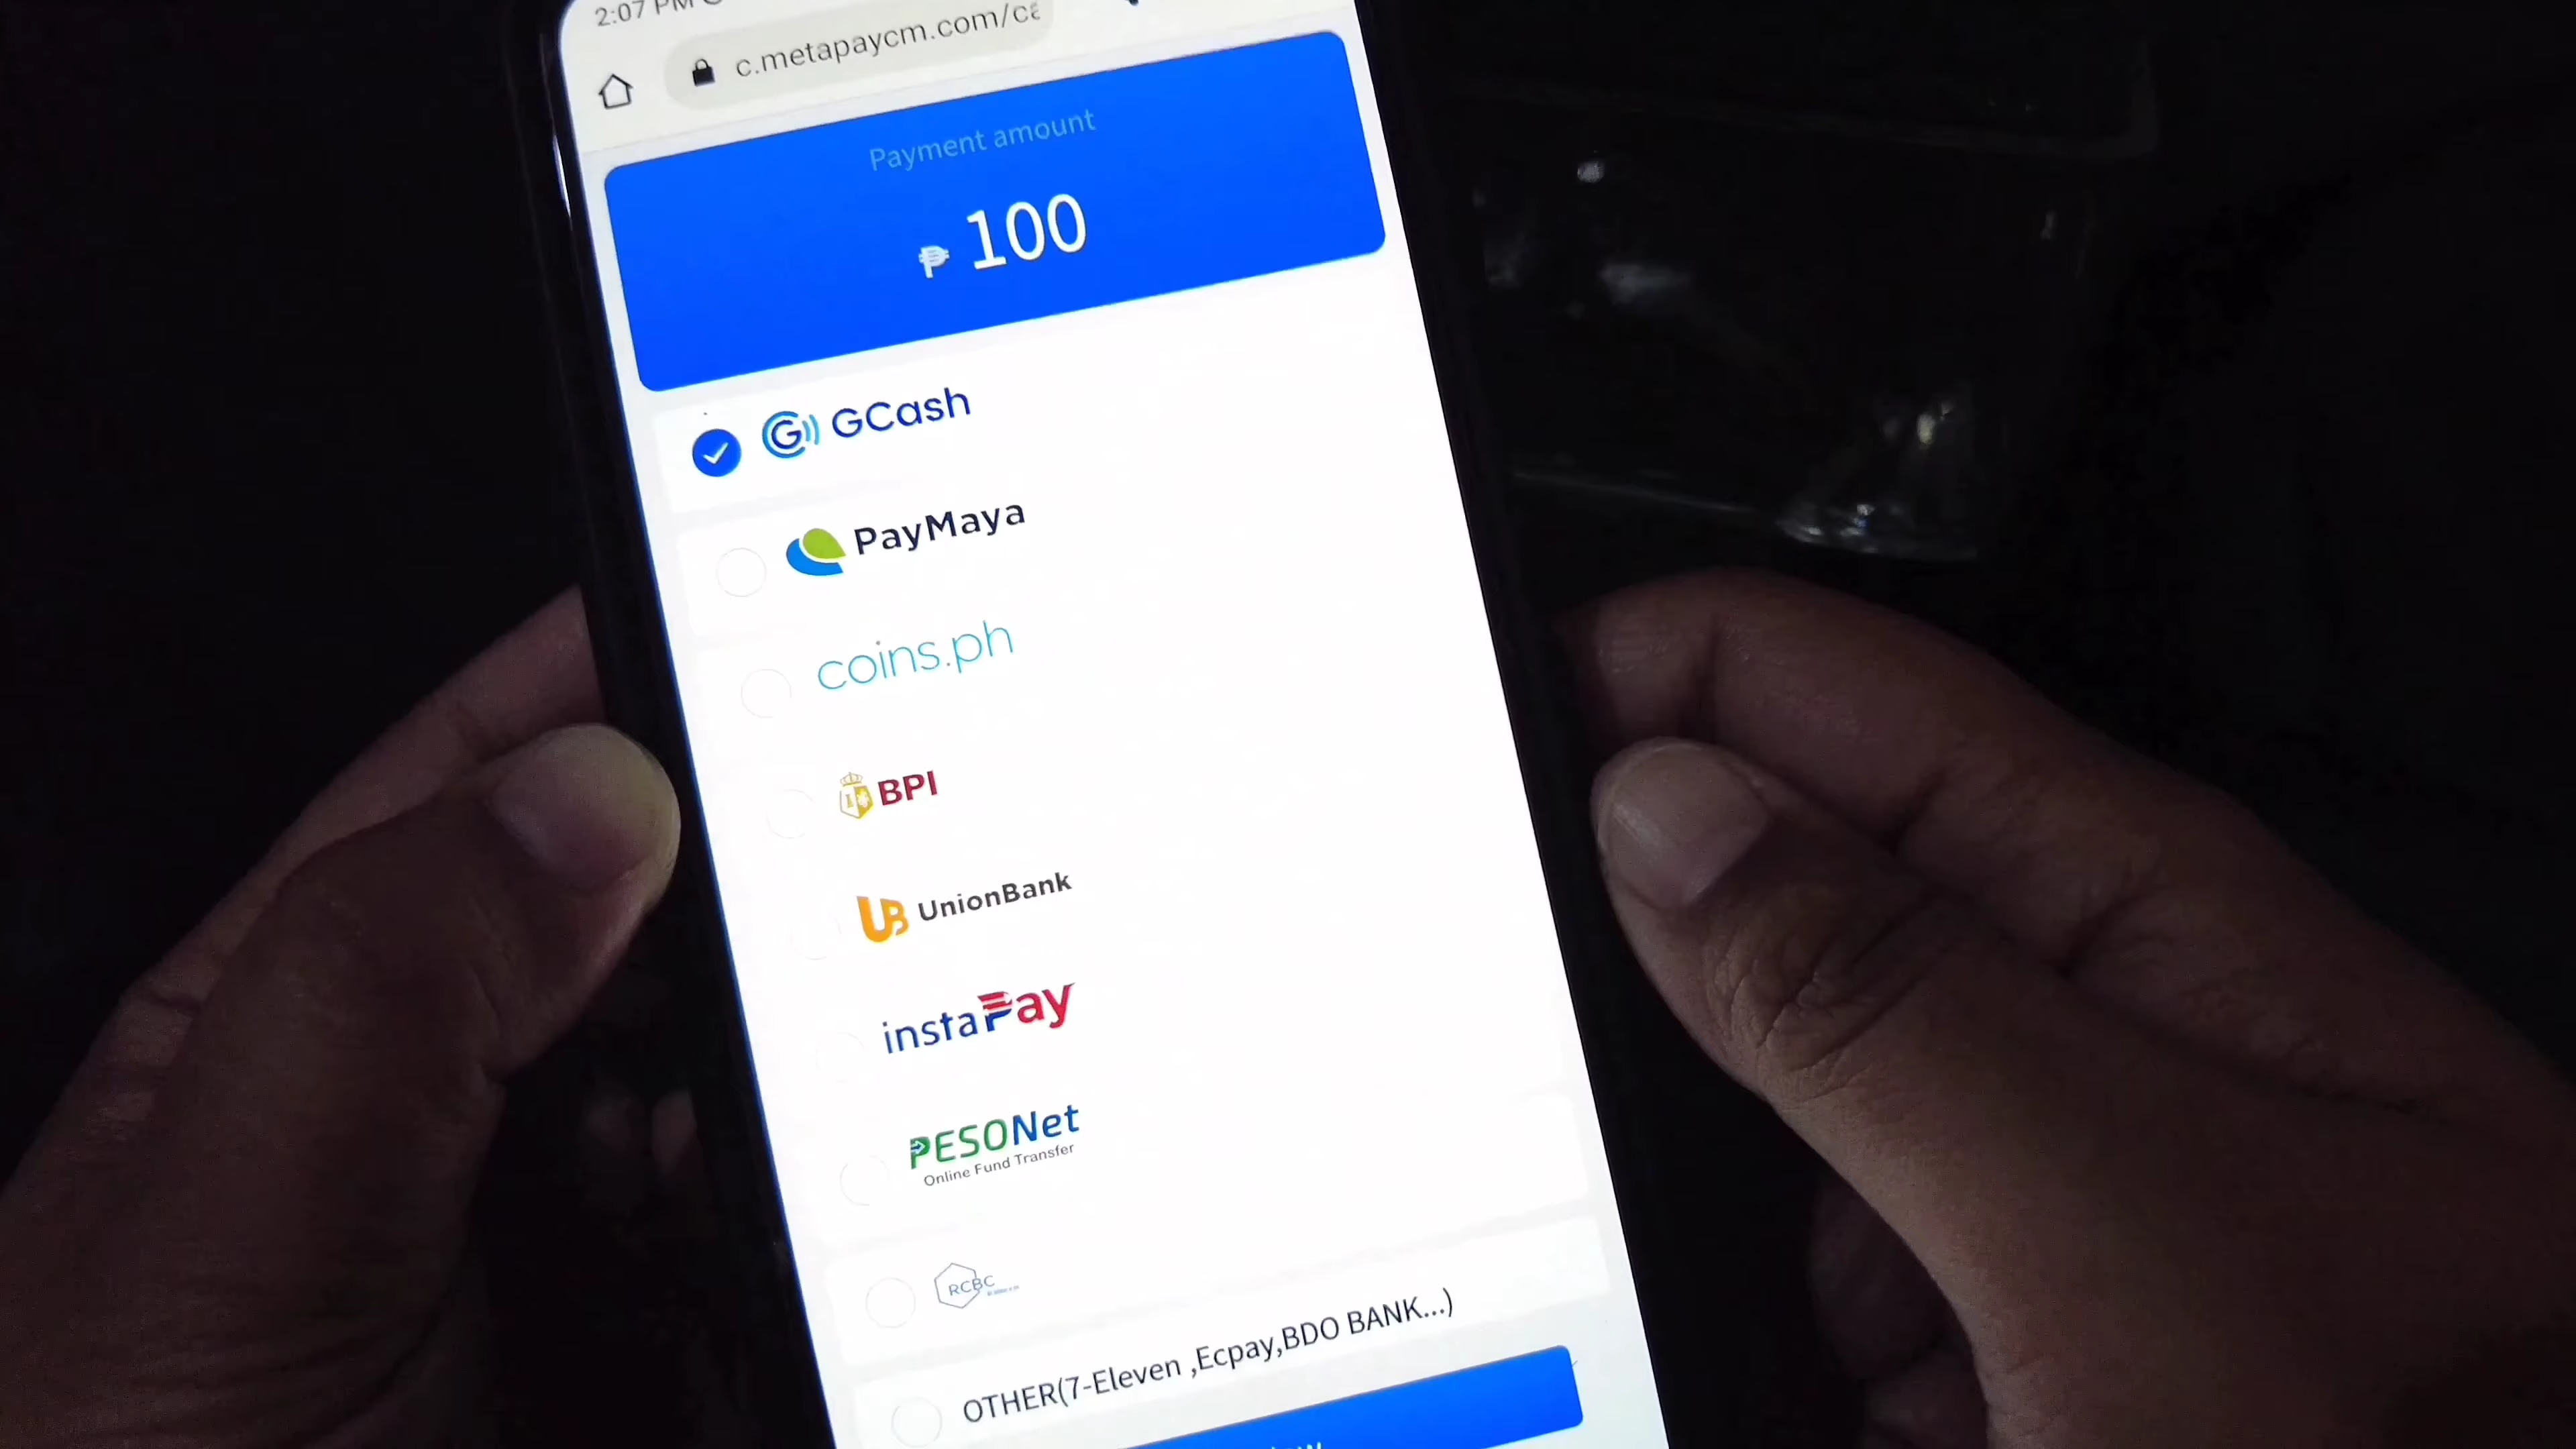 2:07 PM
c.metapaycm.com/ca
Payment amount
₱ 100
GCash
PayMaya
coins.ph
BPI
UnionBank
instaPay
PESONet
Online Fund Transfer
RCBC
OTHER(7-Eleven ,Ecpay,BDO BANK...)